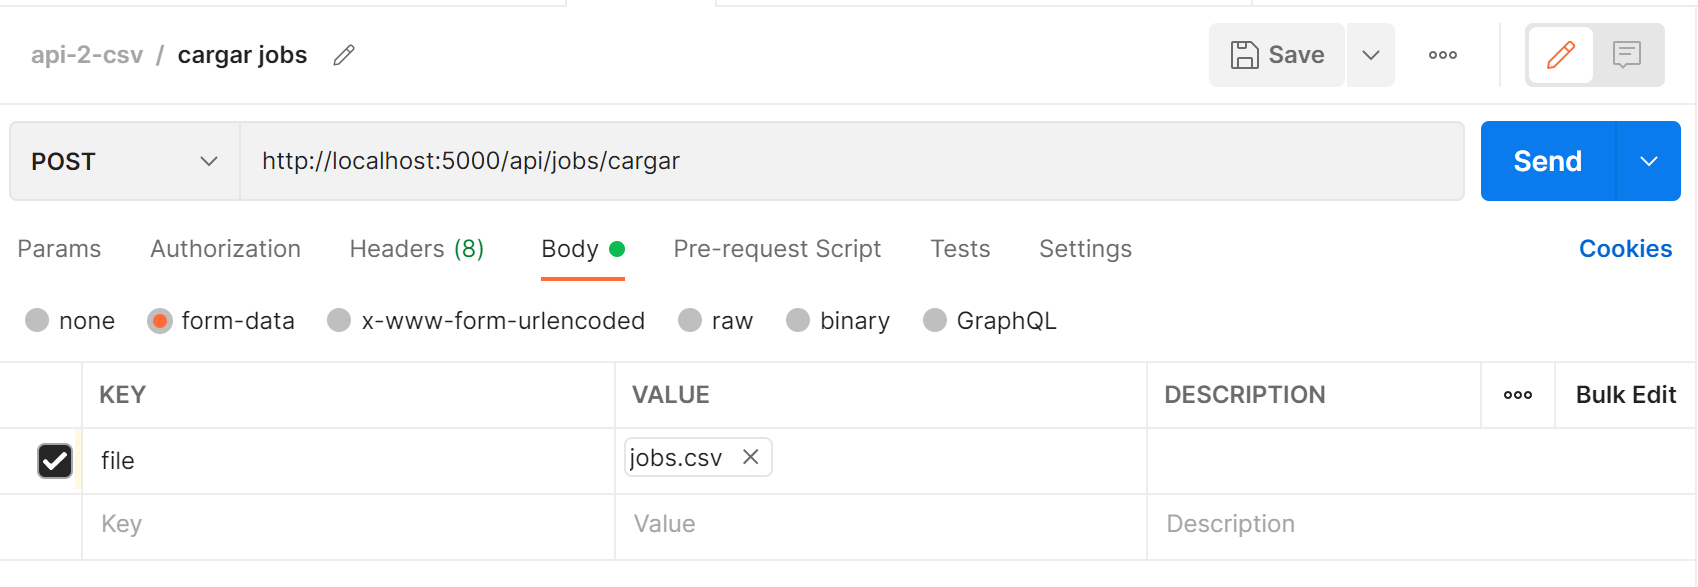 api-2-csv / cargar jobs Save
POST http://localhost:5000/api/jobs/cargar Send
Params Authorization Headers (8) Body Pre-request Script Tests Settings Cookies
none form-data x-www-form-urlencoded raw binary GraphQL
KEY VALUE DESCRIPTION Bulk Edit
file jobs.csv
Key Value Description